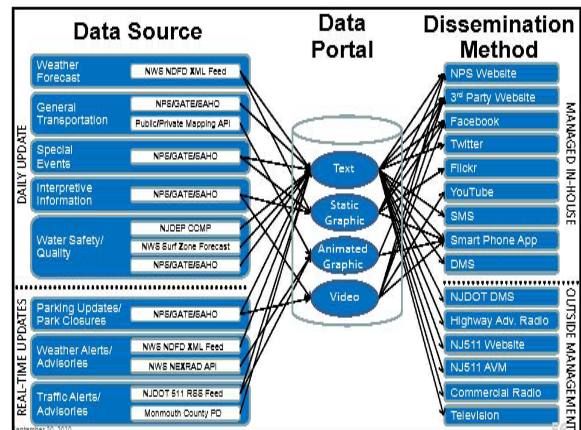 Data Source
Data
Portal
Dissemination
Method
DAILY UPDATE
Weather
Forecast
NWS NDFD XML Feed
General
Transportation
NPS/GATE/SAHO
Public/Private Mapping API
Special
Events
NPS/GATE/SAHO
Interpretive
Information
NPS/GATE/SAHO
Water Safety/
Quality
NJDEP COMP
NWS Surf Zone Forecast
NPS/GATE/SAHO
REAL-TIME UPDATES
Parking Updates/
Park Closures
NPS/GATE/SAHO
Weather Alerts/
Advisories
NWS NDFD XML Feed
NWS NEXRAD API
Traffic Alerts/
Advisories
NJDOT 511 RSS Feed
Monmouth County PD
Text
Static
Graphic
Animated
Graphic
Video
NPS Website
3rd Party Website
Facebook
Twitter
Flickr
YouTube
SMS
Smart Phone App
DMS
MANAGED IN-HOUSE
NJDOT DMS
Highway Adv. Radio
NJ511 Website
NJ511 AVM
Commercial Radio
Television
OUTSIDE MANAGEMENT
September 20, 2010